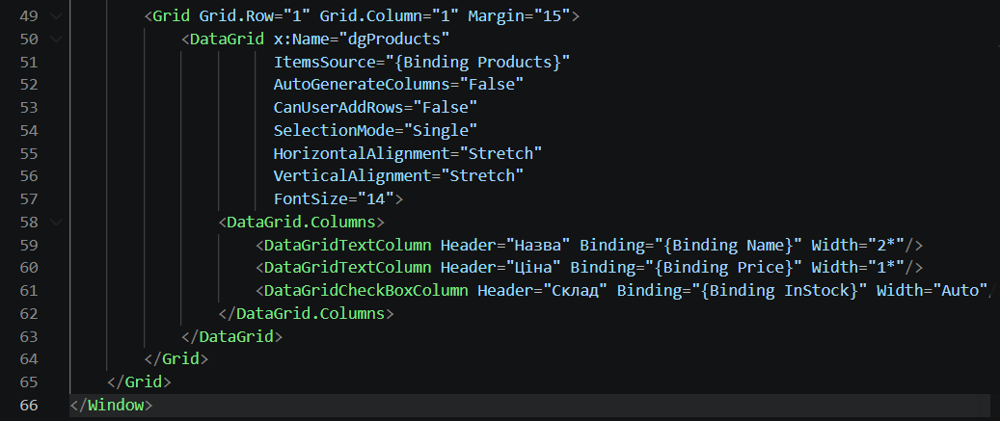 49 <Grid Grid.Row="1" Grid.Column="1" Margin="15">
50 <DataGrid x:Name="dgProducts"
51 ItemsSource="{Binding Products}"
52 AutoGenerateColumns="False"
53 CanUserAddRows="False"
54 SelectionMode="Single"
55 HorizontalAlignment="Stretch"
56 VerticalAlignment="Stretch"
57 FontSize="14">
58 <DataGrid.Columns>
59 <DataGridTextColumn Header="Назва" Binding="{Binding Name}" Width="2*"/>
60 <DataGridTextColumn Header="Ціна" Binding="{Binding Price}" Width="1*"/>
61 <DataGridCheckBoxColumn Header="Склад" Binding="{Binding InStock}" Width="Auto"/
62 </DataGrid.Columns>
63 </DataGrid>
64 </Grid>
65 </Grid>
66 </Window>